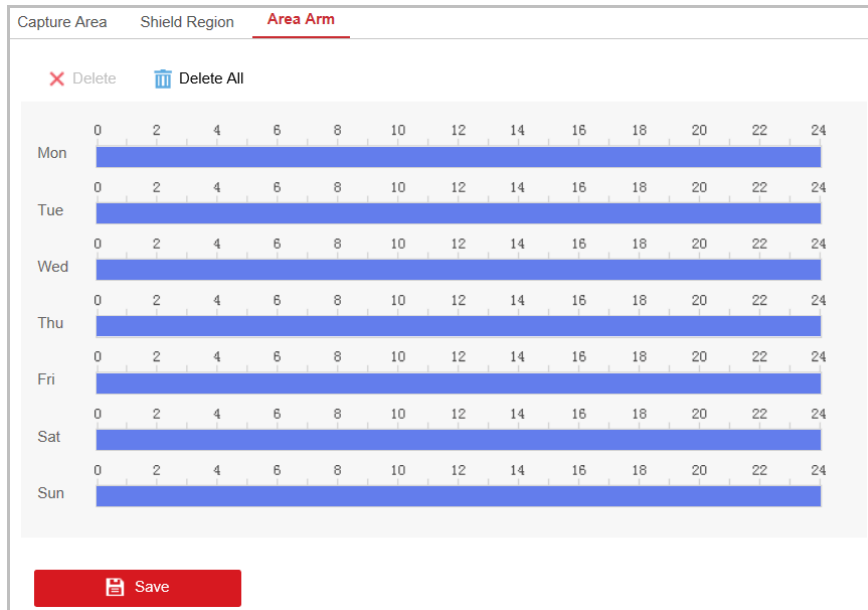 Capture Area Shield Region Area Arm
Delete Delete All
0 2 4 6 8 10 12 14 16 18 20 22 24
Mon
0 2 4 6 8 10 12 14 16 18 20 22 24
Tue
0 2 4 6 8 10 12 14 16 18 20 22 24
Wed
0 2 4 6 8 10 12 14 16 18 20 22 24
Thu
0 2 4 6 8 10 12 14 16 18 20 22 24
Fri
0 2 4 6 8 10 12 14 16 18 20 22 24
Sat
0 2 4 6 8 10 12 14 16 18 20 22 24
Sun
Save